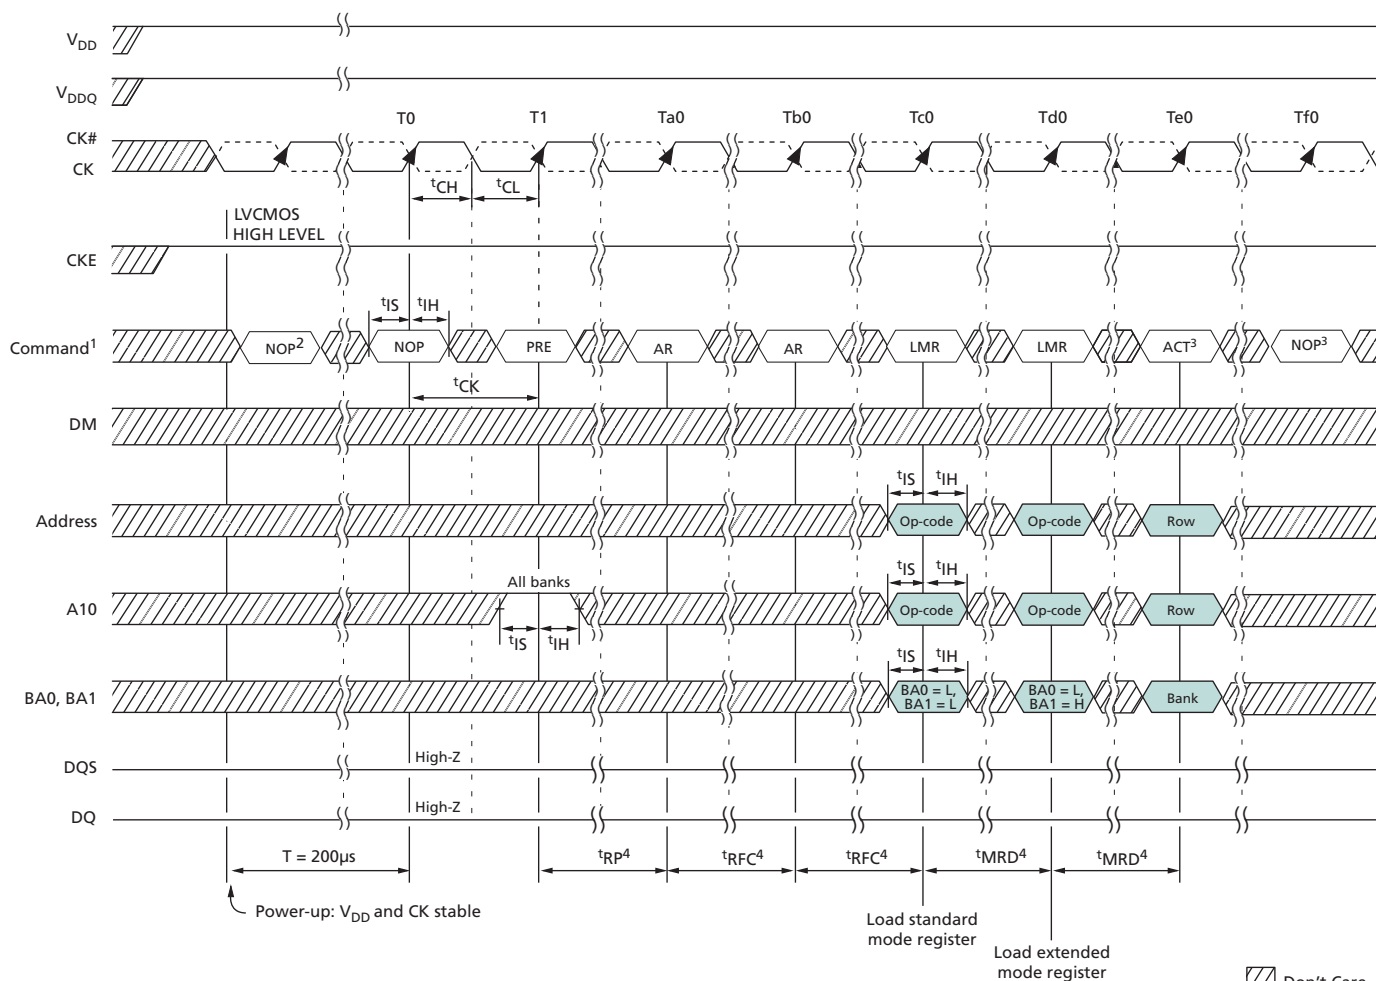 VDD
VDDQ
T0 T1 Ta0 Tb0 Tc0 Td0 Te0 Tf0
CK#
CK
tCH tCL
LVCMOS
HIGH LEVEL
CKE
tIS tIH
Command1 NOP2 NOP PRE AR AR LMR LMR ACT3 NOP3
tCK
DM
tIS tIH
Address Op-code Op-code Row
All banks tIS tIH
A10 Op-code Op-code Row
tIS tIH
tIS tIH
BA0, BA1 BA0 = L, BA1 = L BA0 = L, BA1 = H Bank
High-Z
DQS
High-Z
DQ
T = 200µs tRP4 tRFC4 tRFC4 tMRD4 tMRD4
Power-up: VDD and CK stable
Load standard
mode register
Load extended
mode register
Don't Care